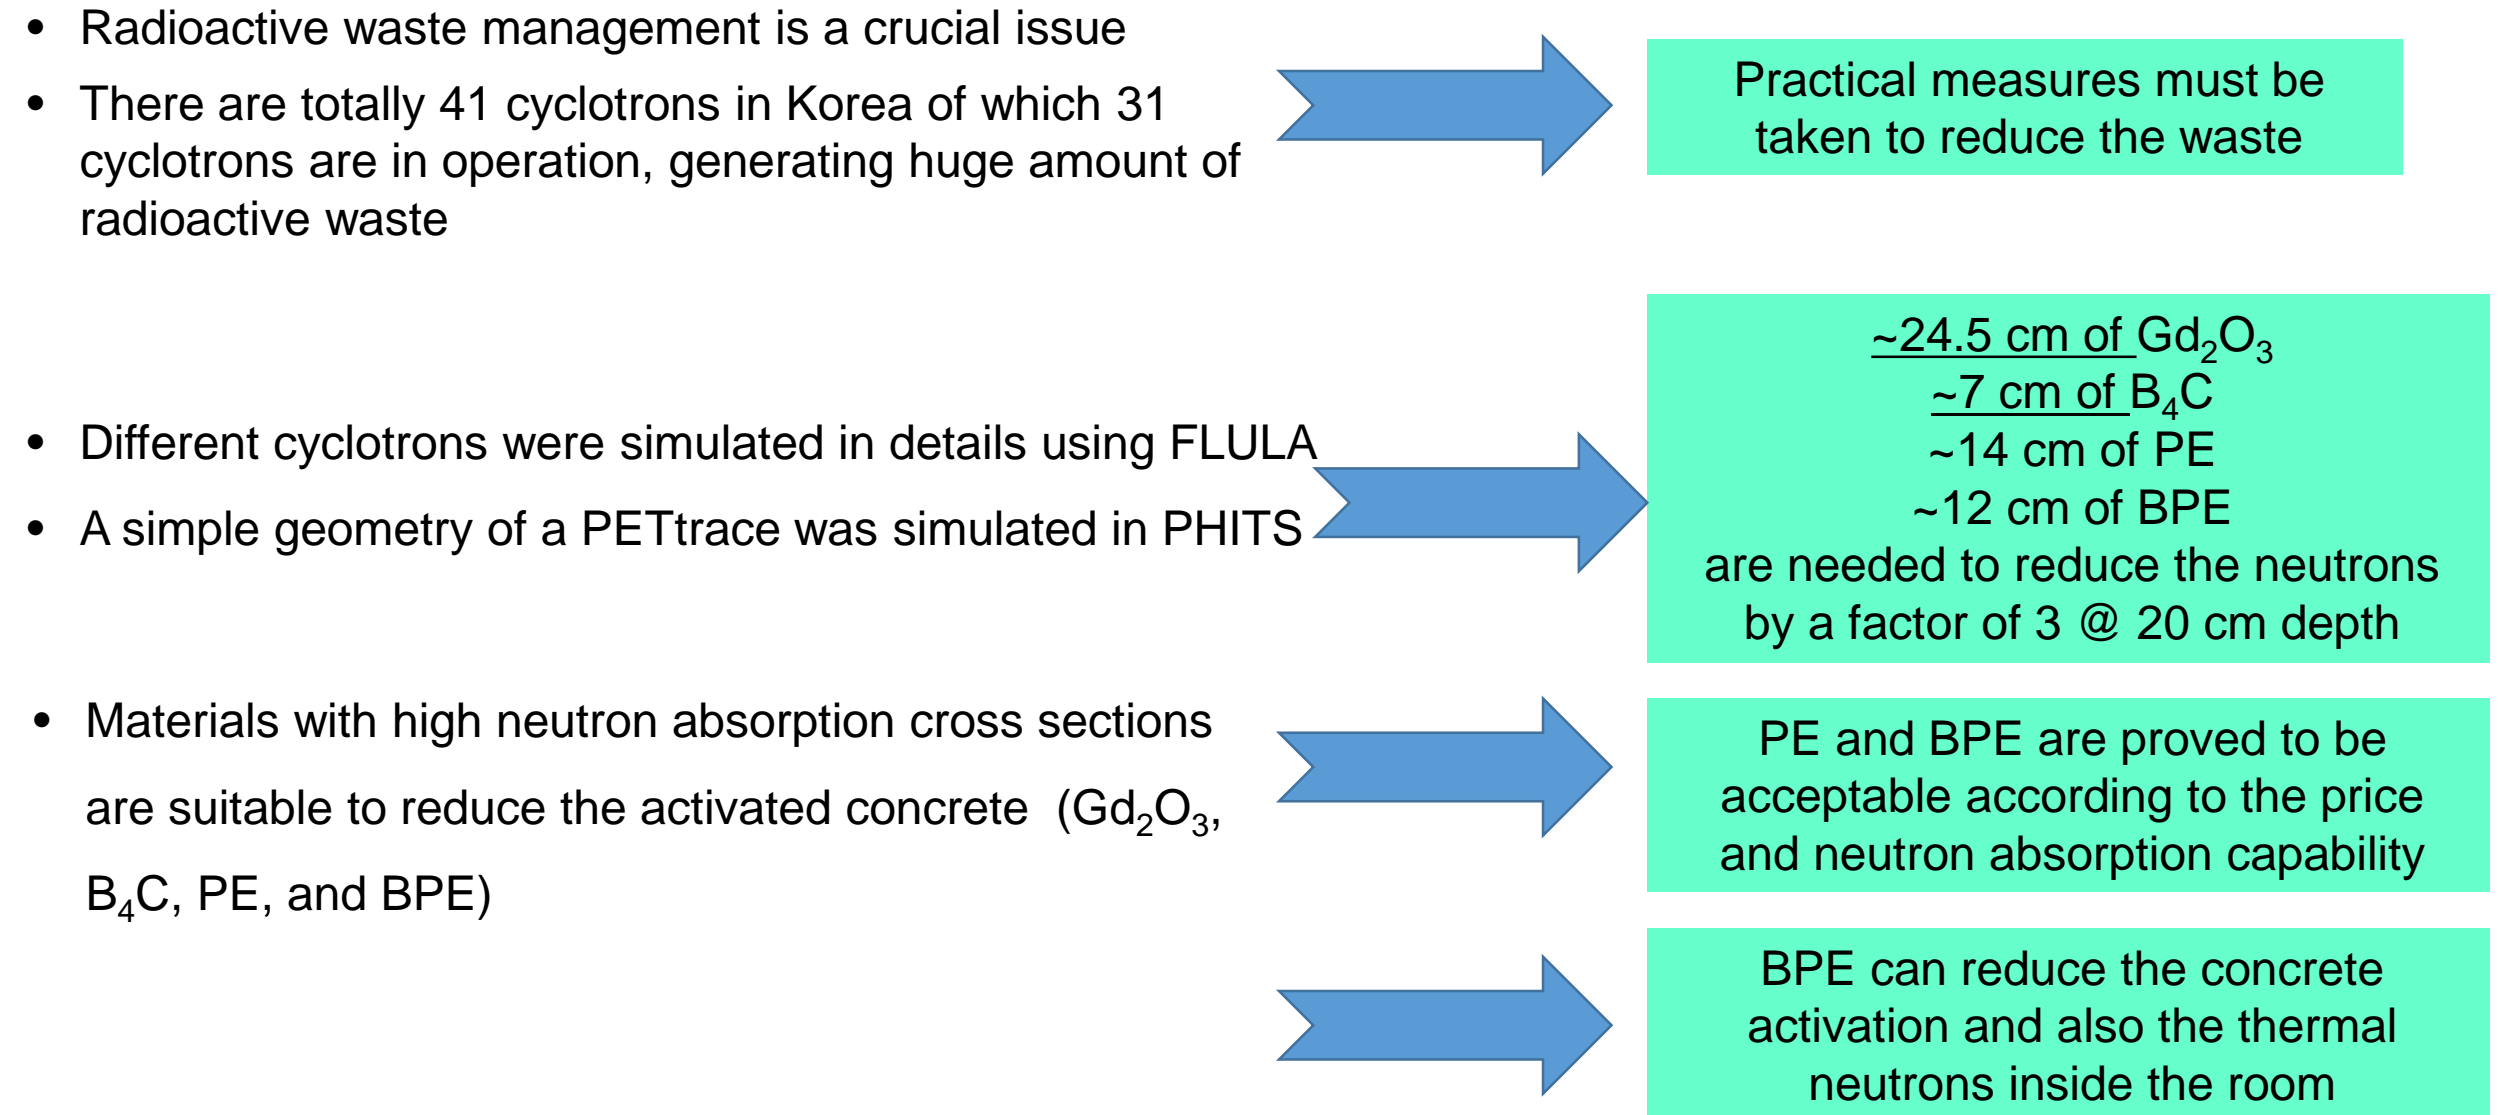 • Radioactive waste management is a crucial issue
• There are totally 41 cyclotrons in Korea of which 31
cyclotrons are in operation, generating huge amount of
radioactive waste
Practical measures must be
taken to reduce the waste
• Different cyclotrons were simulated in details using FLULA
• A simple geometry of a PETtrace was simulated in PHITS
~24.5 cm of Gd₂O₃
~7 cm of B₄C
~14 cm of PE
~12 cm of BPE
are needed to reduce the neutrons
by a factor of 3 @ 20 cm depth
• Materials with high neutron absorption cross sections
are suitable to reduce the activated concrete (Gd₂O₃,
B₄C, PE, and BPE)
PE and BPE are proved to be
acceptable according to the price
and neutron absorption capability
BPE can reduce the concrete
activation and also the thermal
neutrons inside the room